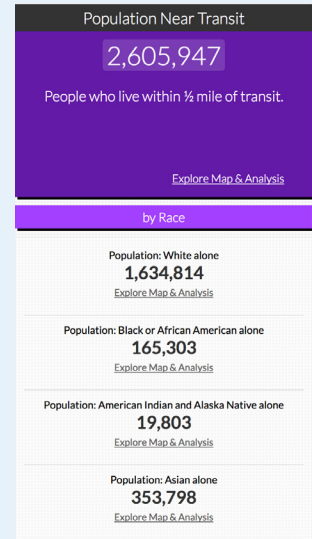 Population Near Transit
2,605,947
People who live within ½ mile of transit.
Explore Map & Analysis
by Race
Population: White alone
1,634,814
Explore Map & Analysis
Population: Black or African American alone
165,303
Explore Map & Analysis
Population: American Indian and Alaska Native alone
19,803
Explore Map & Analysis
Population: Asian alone
353,798
Explore Map & Analysis